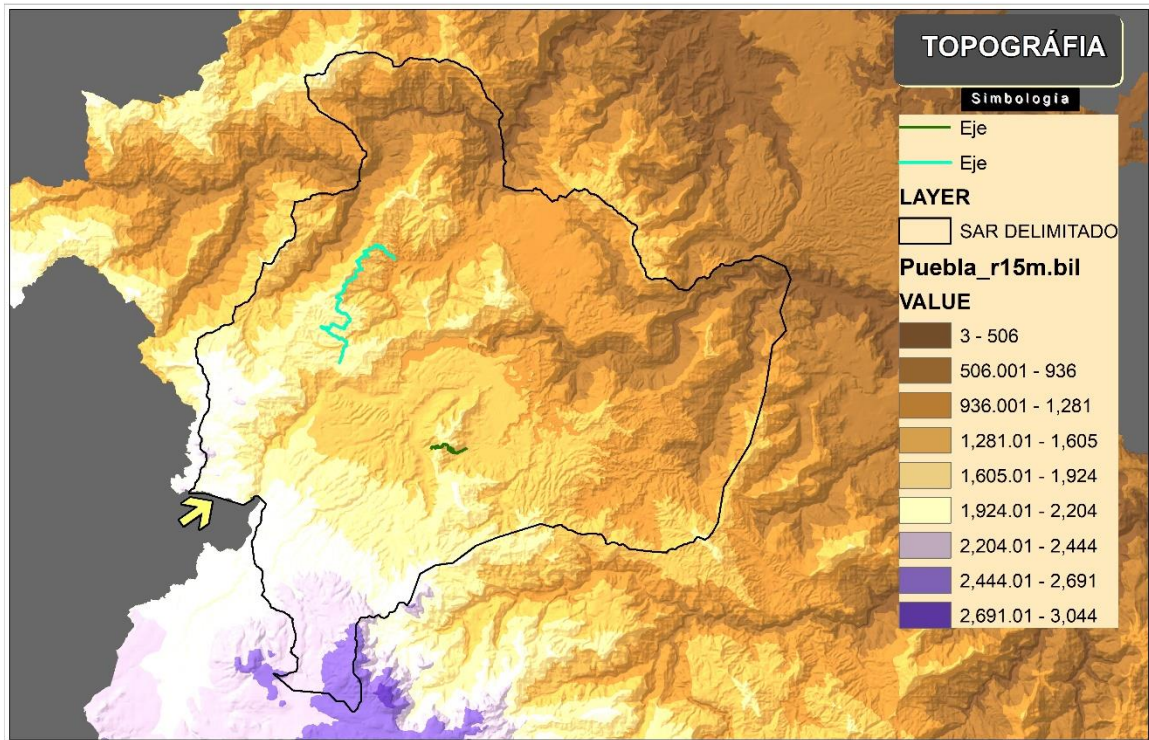 TOPOGRÁFIA
Simbología
Eje
Eje
LAYER
SAR DELIMITADO
Puebla_r15m.bil
VALUE
3 - 506
506.001 - 936
936.001 - 1,281
1,281.01 - 1,605
1,605.01 - 1,924
1,924.01 - 2,204
2,204.01 - 2,444
2,444.01 - 2,691
2,691.01 - 3,044